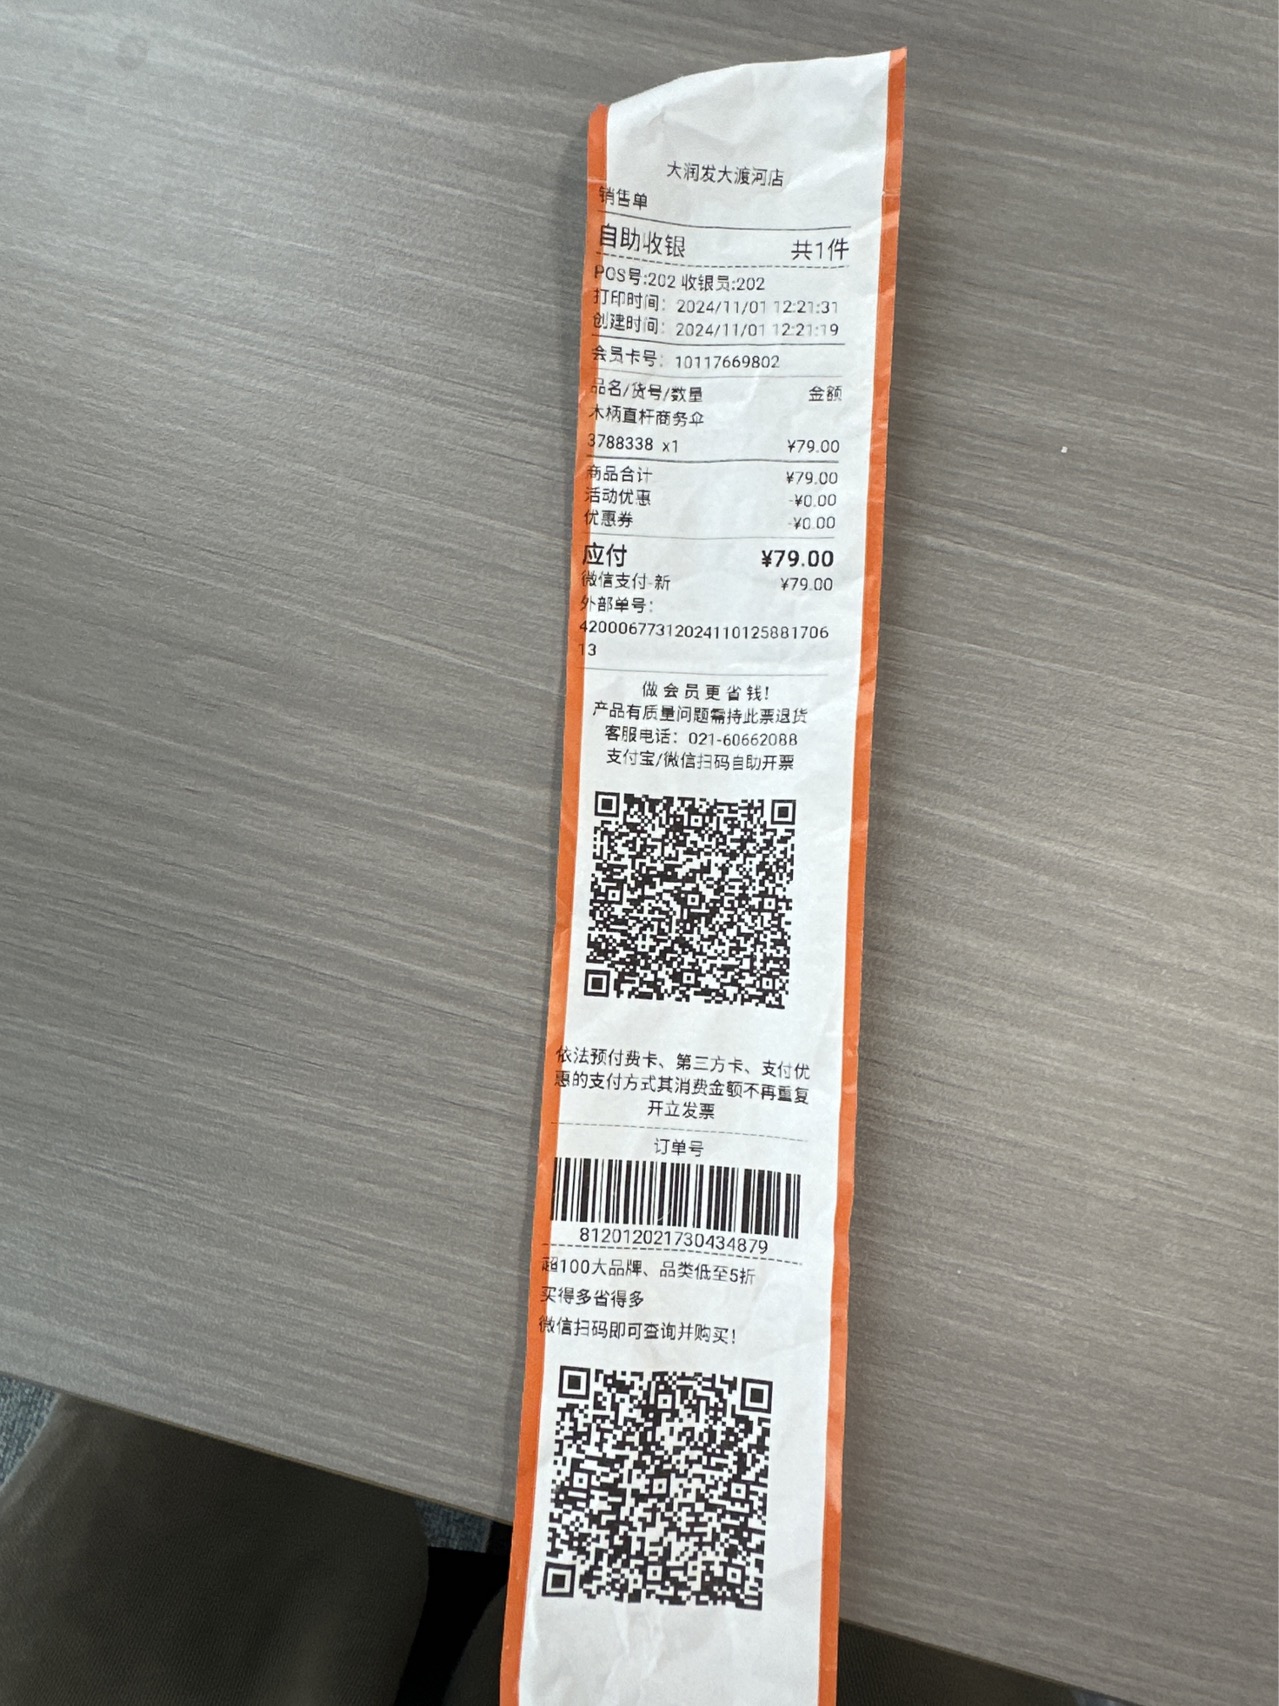 大润发大渡河店
销售单
自助收银 共1件
POS号:202 收银员:202
打印时间：2024/11/01 12:21:31
创建时间：2024/11/01 12:21:19
会员卡号：10117669802
品名/货号/数量 金额
木柄直杆商务伞
3788338 x1 ¥79.00
商品合计 ¥79.00
活动优惠 -¥0.00
优惠券 -¥0.00
应付 ¥79.00
微信支付-新 ¥79.00
外部单号：
42000677312024110125881706
13
做会员更省钱!
产品有质量问题需持此票退货
客服电话：021-60662088
支付宝/微信扫码自助开票
依法预付费卡、第三方卡、支付优
惠的支付方式其消费金额不再重复
开立发票
订单号
812012021730434879
超100大品牌、品类低至5折
买得多省得多
微信扫码即可查询并购买!